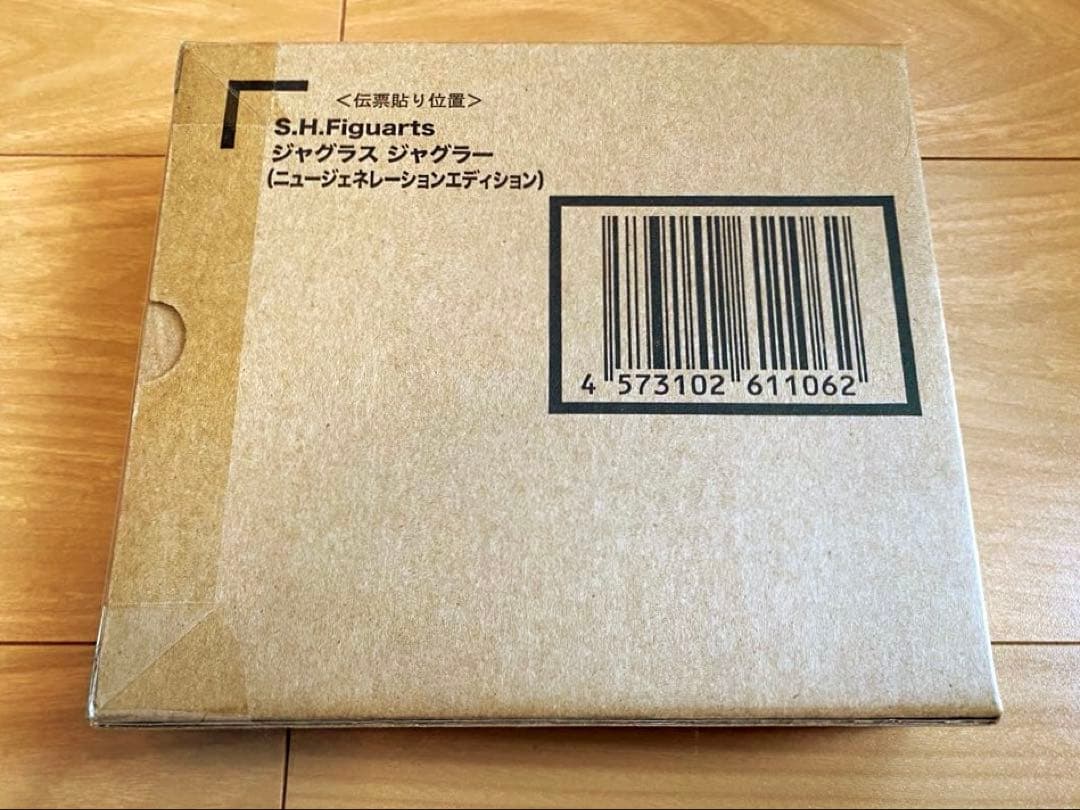 ＜伝票貼り位置＞
S.H.Figuarts
ジャグラス ジャグラー
(ニュージェネレーションエディション)
4 573102 611062